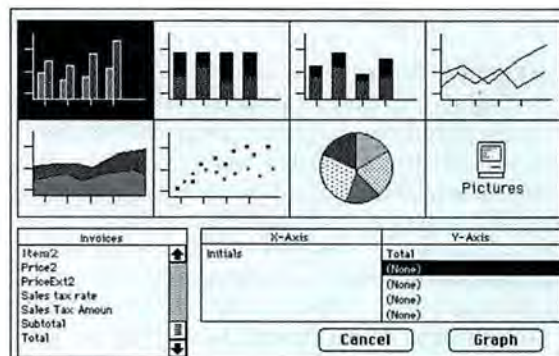 Pictures
Invoices
Item2
Price2
PriceExt2
Sales tax rate
Sales Tax Amoun
Subtotal
Total
X-Axis
Y-Axis
Initials
Total
(None)
(None)
(None)
(None)
Cancel
Graph